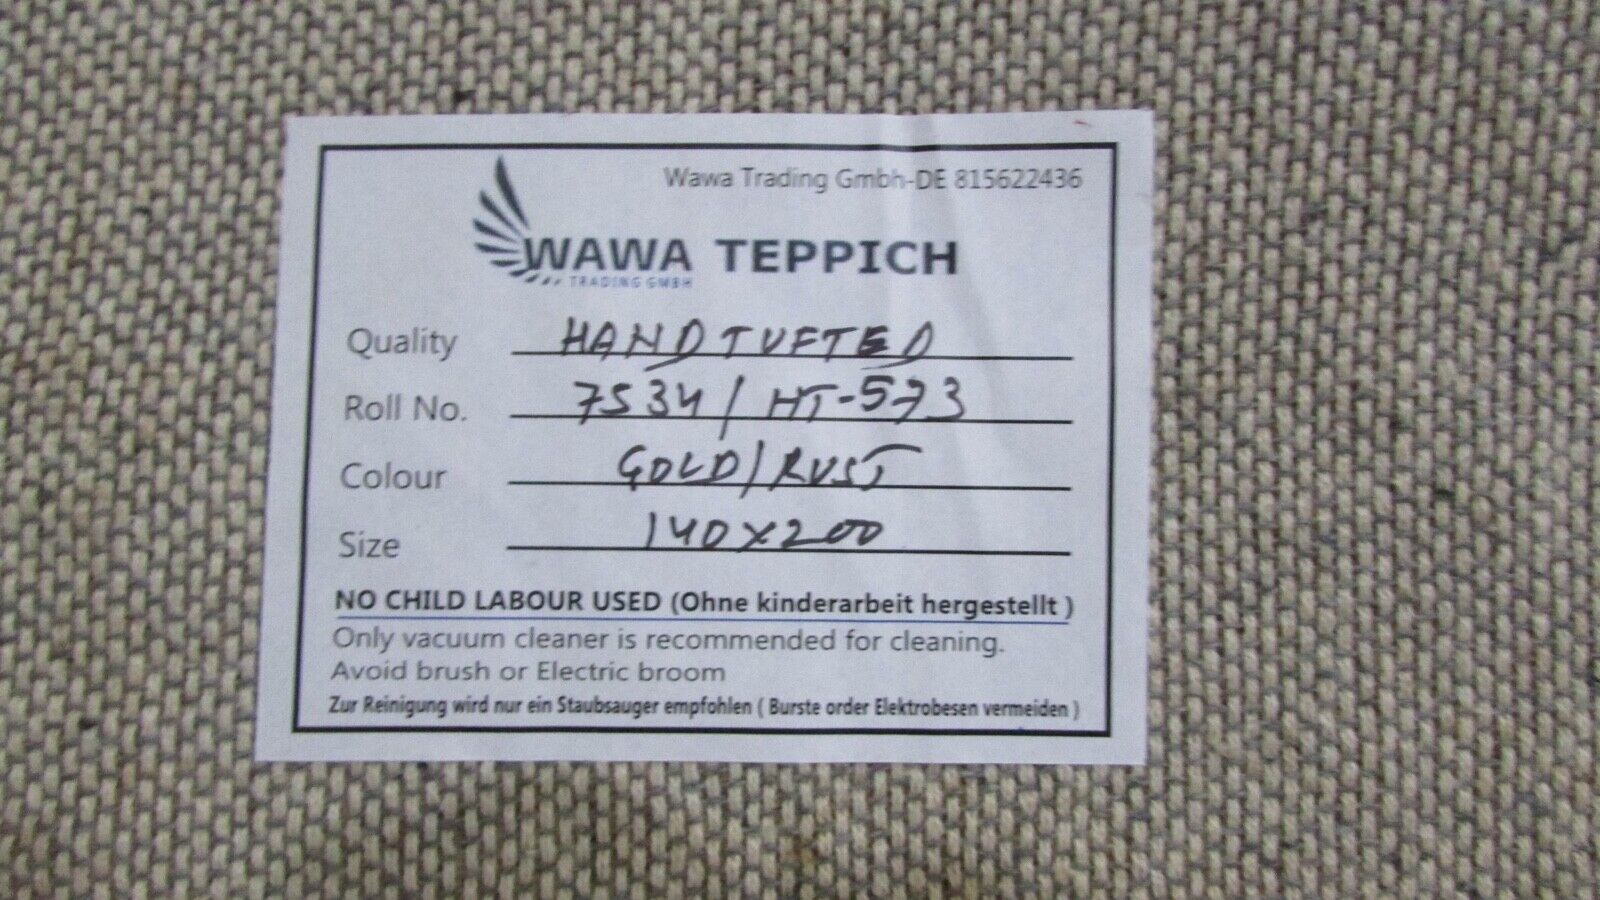 Wawa Trading Gmbh-DE 815622436
WAWA TEPPICH
TRADING GMBH
Quality HANDTUFTED
Roll No. 7534/HT-573
Colour GOLD/RUST
Size 140x200
NO CHILD LABOUR USED (Ohne kinderarbeit hergestellt )
Only vacuum cleaner is recommended for cleaning.
Avoid brush or Electric broom
Zur Reinigung wird nur ein Staubsauger empfohlen ( Burste order Elektrobesen vermeiden )